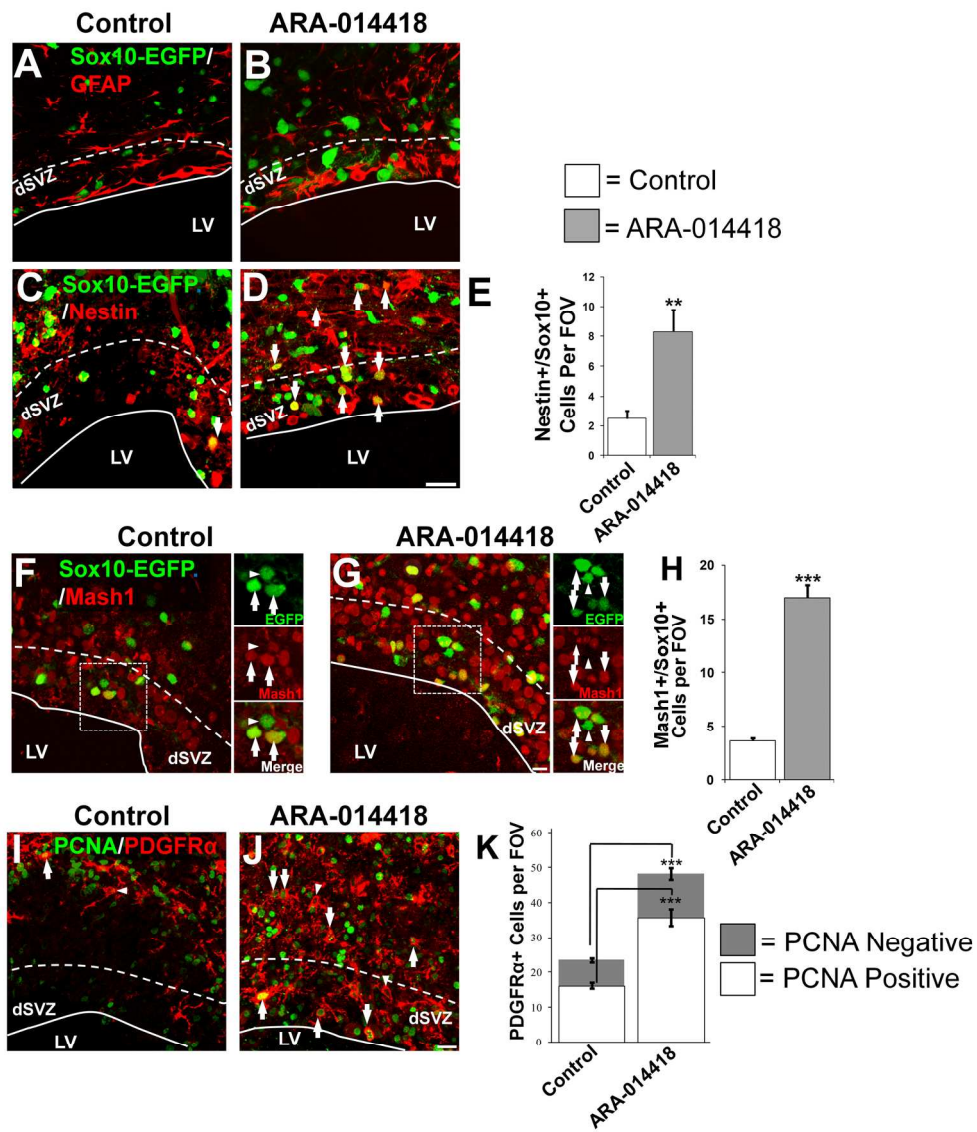 Control
ARA-014418
A
Sox10-EGFP/
GFAP
dSVZ
LV
B
dSVZ
LV
= Control
= ARA-014418
C
Sox10-EGFP
/Nestin
dSVZ
LV
D
dSVZ
LV
E
Nestin+/Sox10+
Cells Per FOV
12
10
8
6
4
2
0
**
Control
ARA-014418
Control
ARA-014418
F
Sox10-EGFP
/Mash1
LV
dSVZ
EGFP
Mash1
Merge
G
LV
dSVZ
EGFP
Mash1
Merge
H
Mash1+/Sox10+
Cells per FOV
20
15
10
5
0
***
Control
ARA-014418
Control
ARA-014418
I
PCNA/PDGFRα
dSVZ
LV
J
dSVZ
LV
K
PDGFRα+ Cells per FOV
60
50
40
30
20
10
0
***
***
Control
ARA-014418
= PCNA Negative
= PCNA Positive